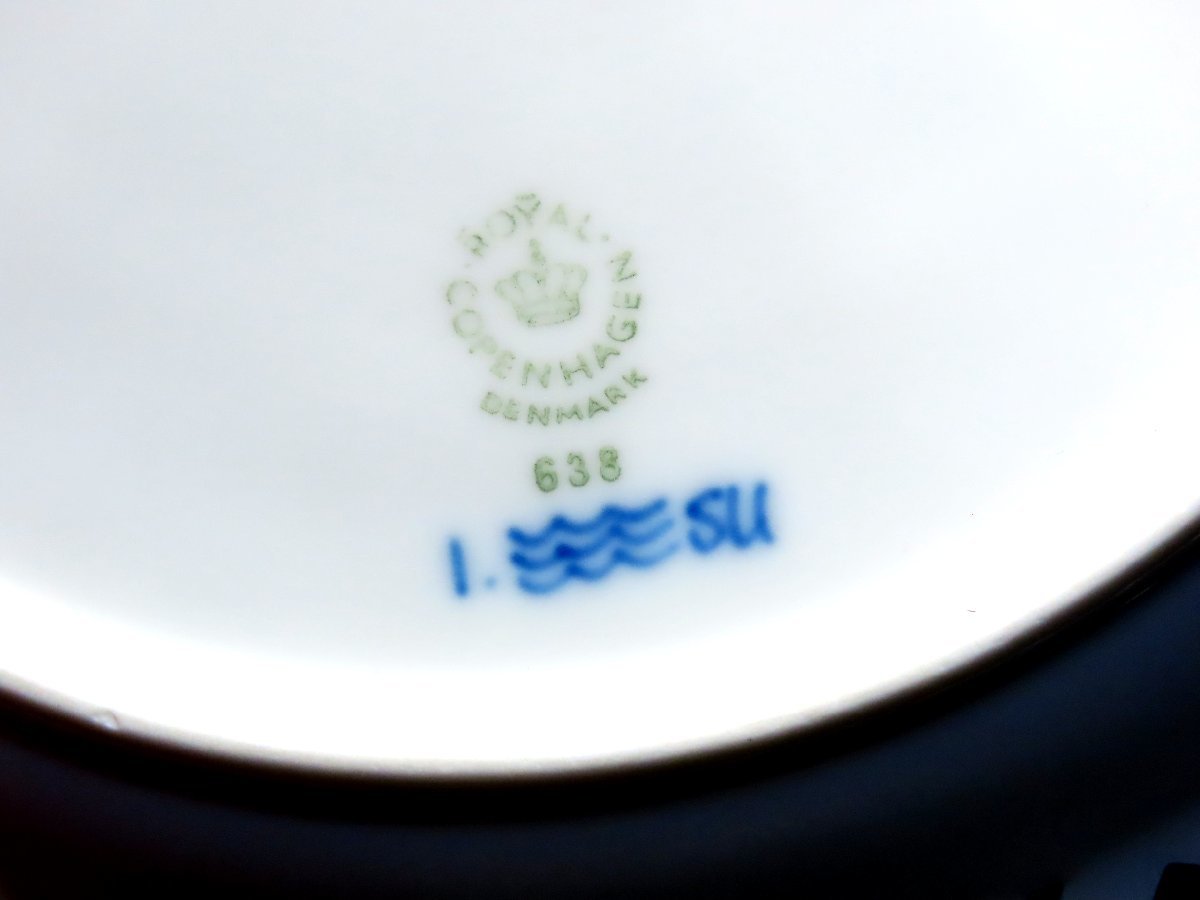 ROYAL
COPENHAGEN
DENMARK
638
1. SU